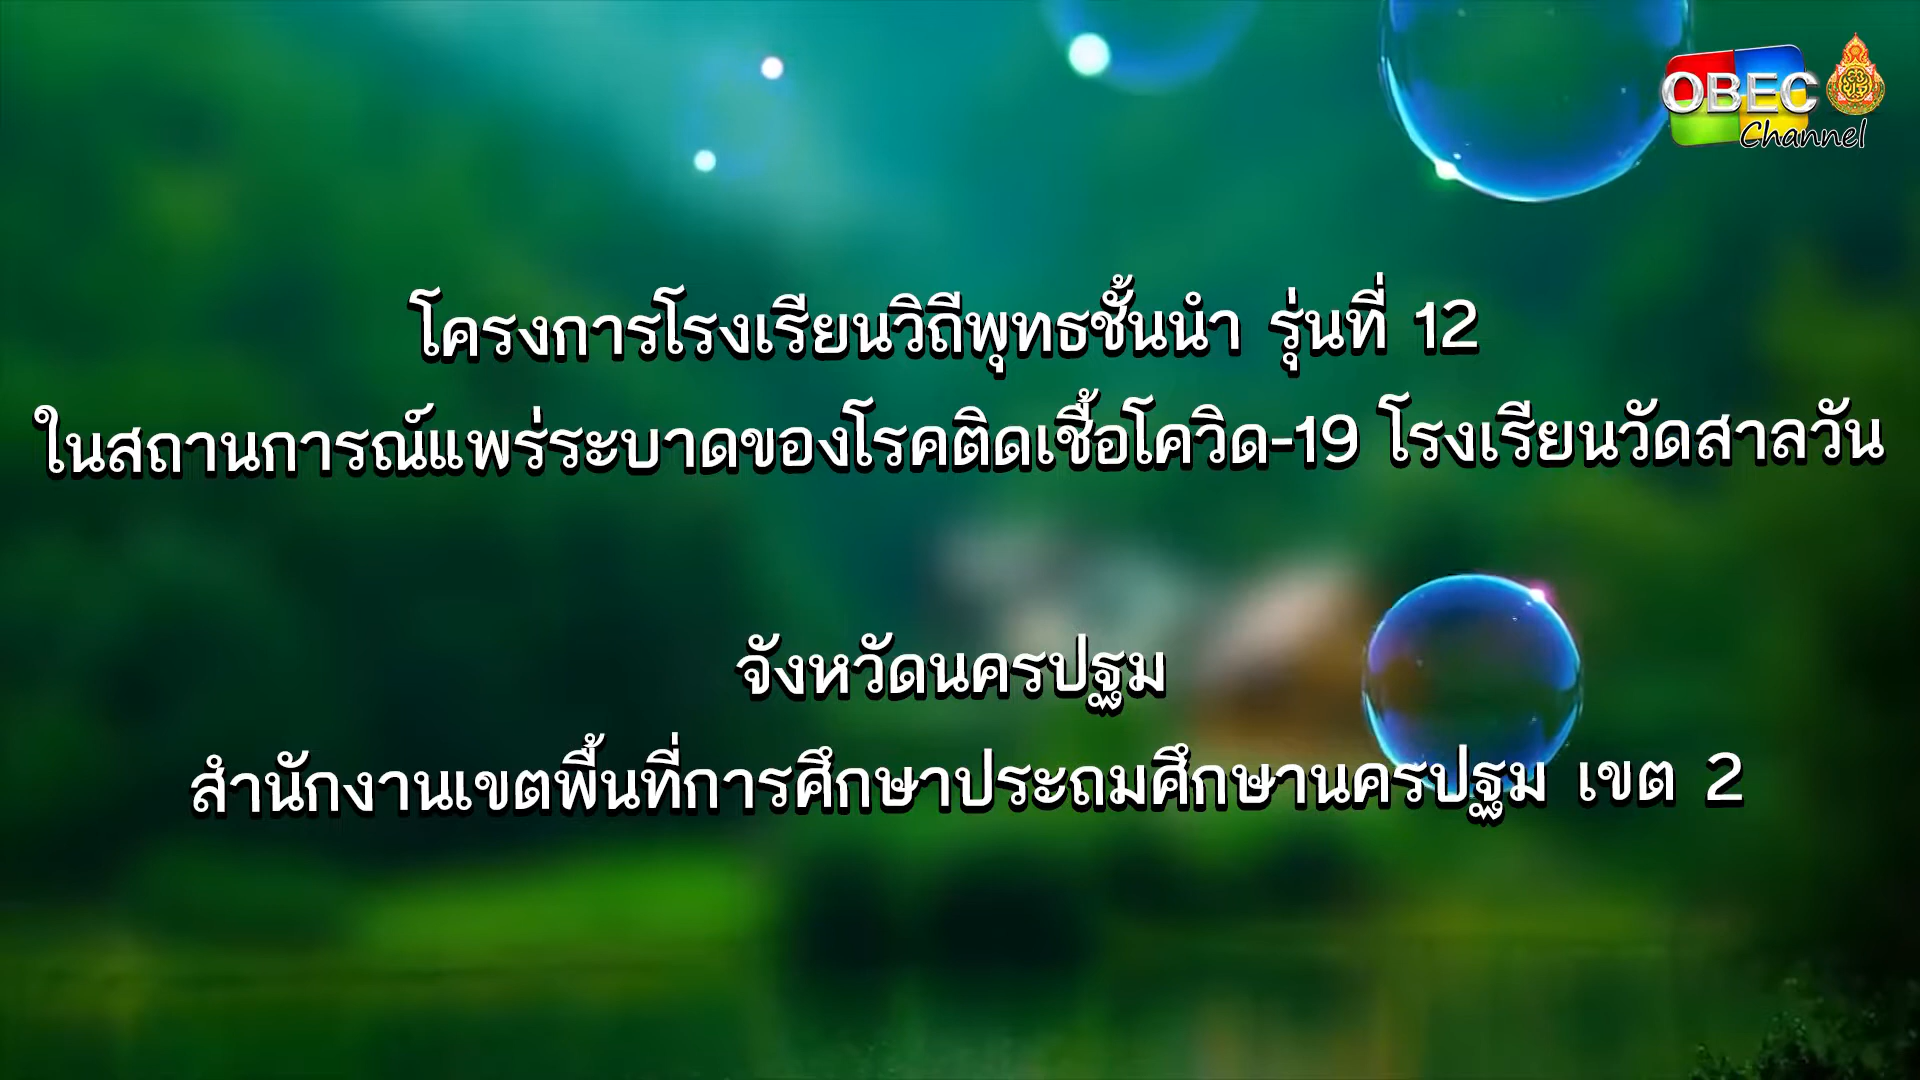 OBEC
Channel
โครงการโรงเรียนวิถีพุทธชั้นนำ รุ่นที่ 12
ในสถานการณ์แพร่ระบาดของโรคติดเชื้อโควิด-19 โรงเรียนวัดสาลวัน
จังหวัดนครปฐม
สำนักงานเขตพื้นที่การศึกษาประถมศึกษานครปฐม เขต 2